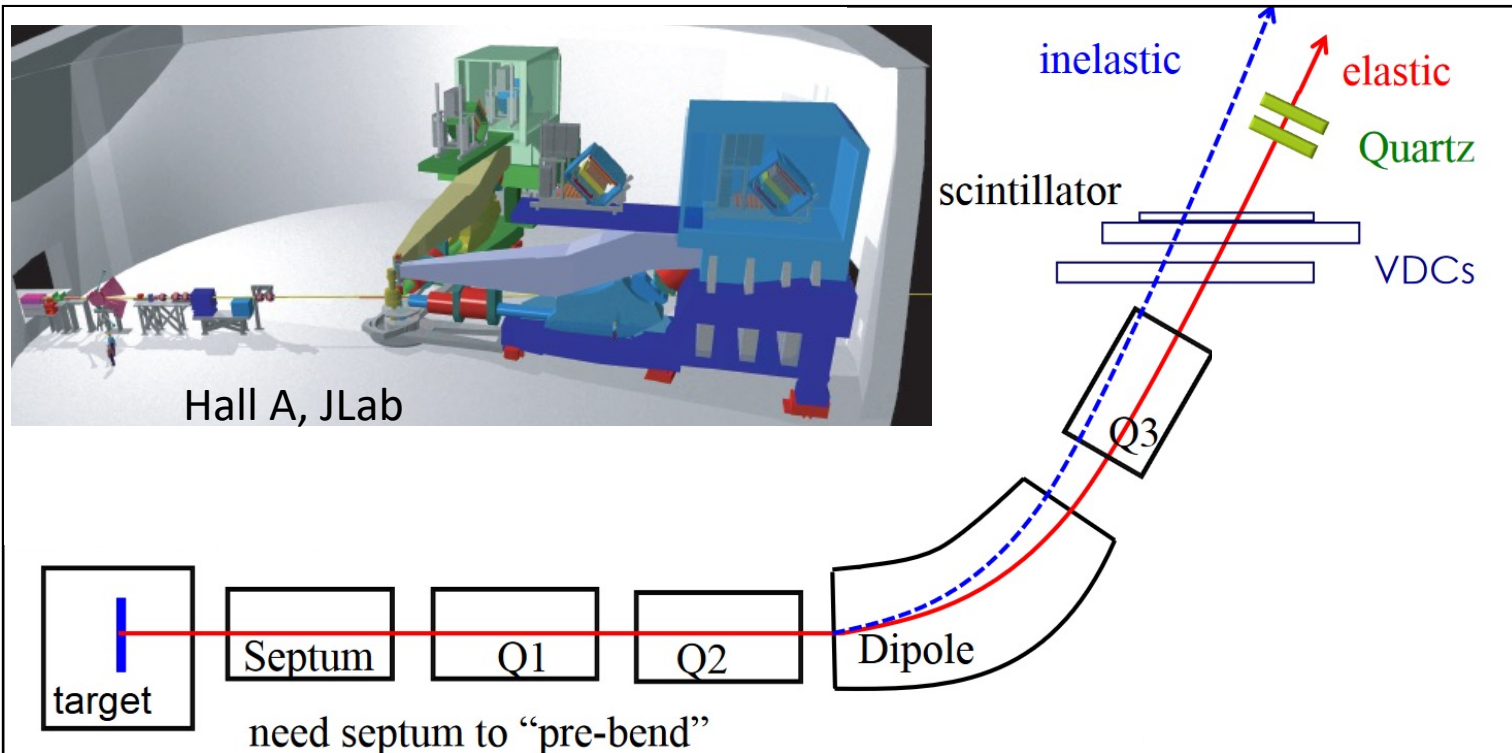 Hall A, JLab
inelastic
elastic
Quartz
scintillator
VDCs
Q3
Dipole
Septum
Q1
Q2
target
need septum to “pre-bend”